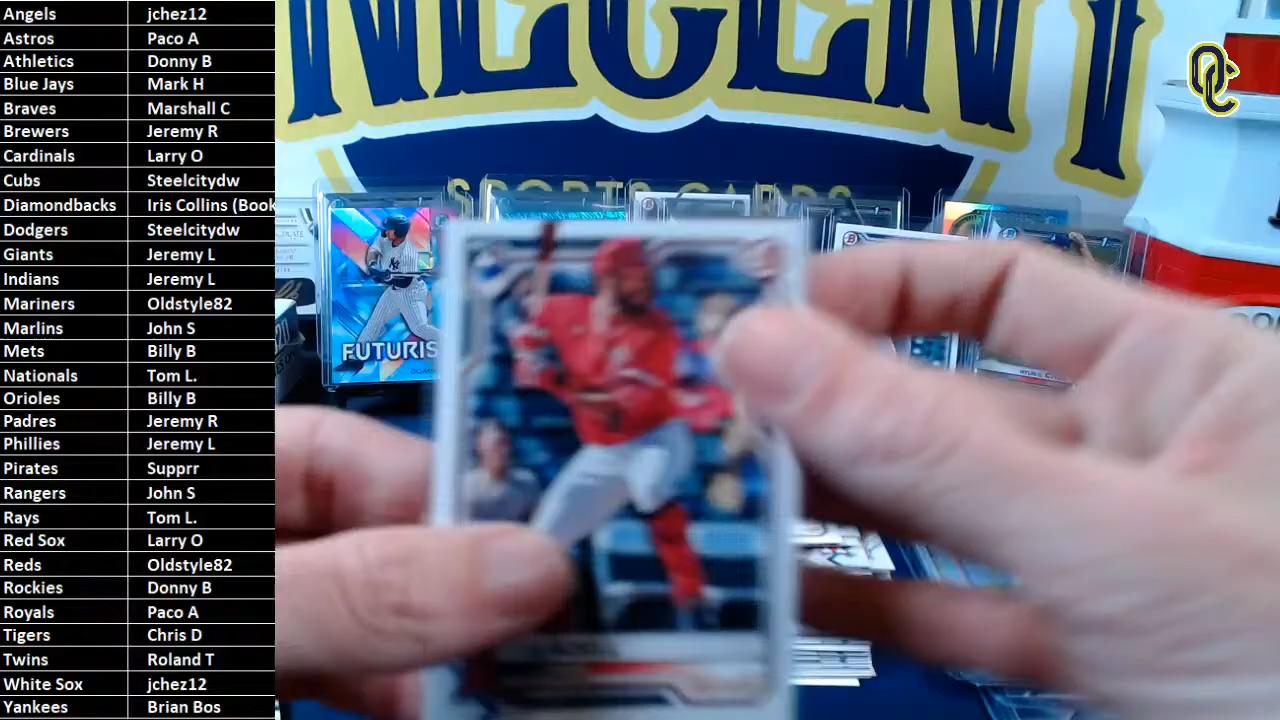 Angels jchez12
Astros Paco A
Athletics Donny B
Blue Jays Mark H
Braves Marshall C
Brewers Jeremy R
Cardinals Larry O
Cubs Steelcitydw
Diamondbacks Iris Collins (Book
Dodgers Steelcitydw
Giants Jeremy L
Indians Jeremy L
Mariners Oldstyle82
Marlins John S
Mets Billy B
Nationals Tom L.
Orioles Billy B
Padres Jeremy R
Phillies Jeremy L
Pirates Supprr
Rangers John S
Rays Tom L.
Red Sox Larry O
Reds Oldstyle82
Rockies Donny B
Royals Paco A
Tigers Chris D
Twins Roland T
White Sox jchez12
Yankees Brian Bos
SPORTS CARDS
FUTURIS
OC